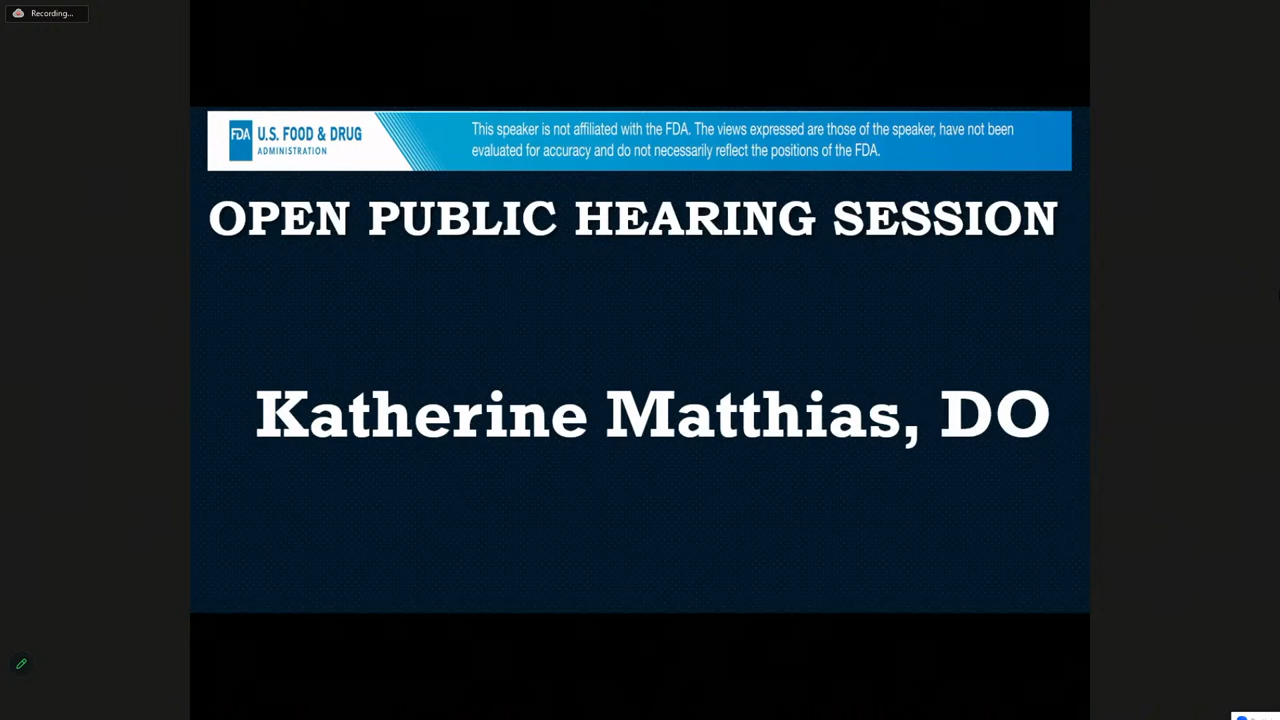 Recording...
FDA
U.S. FOOD & DRUG
ADMINISTRATION
This speaker is not affiliated with the FDA. The views expressed are those of the speaker, have not been
evaluated for accuracy and do not necessarily reflect the positions of the FDA.
OPEN PUBLIC HEARING SESSION
Katherine Matthias, DO